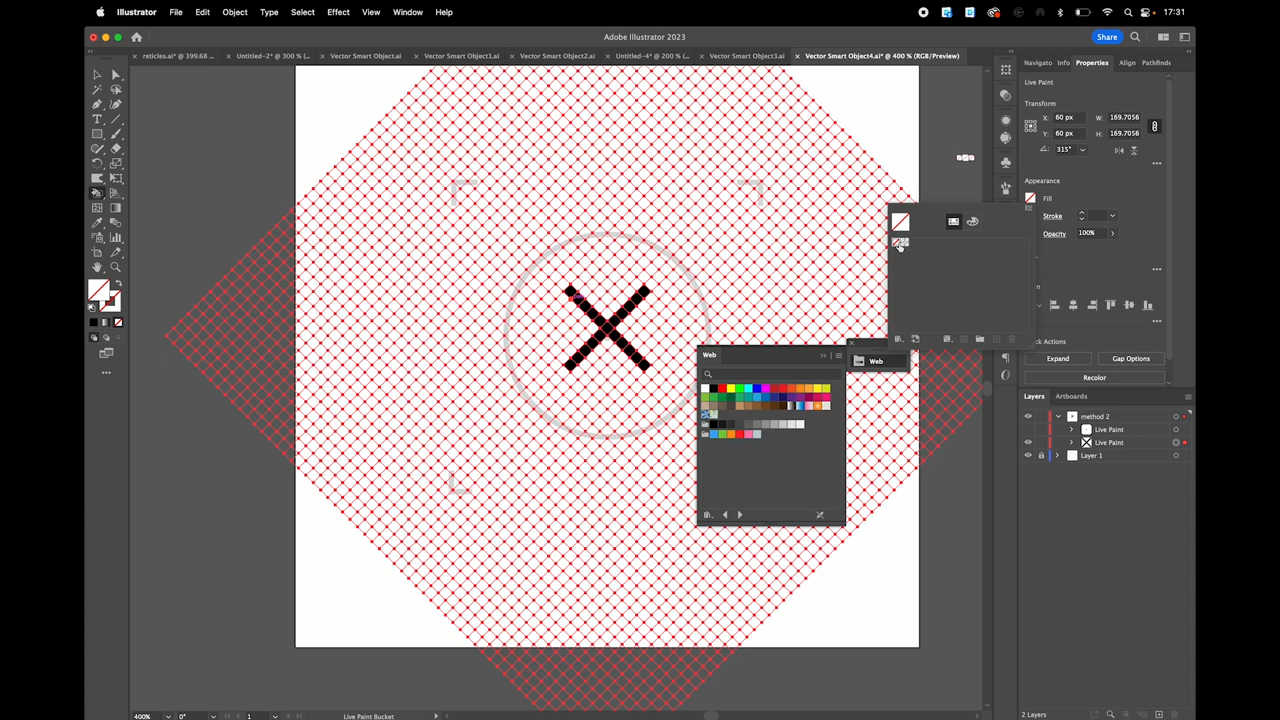 Illustrator File Edit Object Type Select Effect View Window Help 17:31
Adobe Illustrator 2023
Share
reticles.ai* @ 399.68 ... Untitled-2* @ 300 % (... Vector Smart Object.ai Vector Smart Object1.ai Vector Smart Object2.ai Untitled-4* @ 200 % (... Vector Smart Object3.ai Vector Smart Object4.ai* @ 400 % (RGB/Preview)
Navigato Info Properties Align Pathfinde
Live Paint
Transform
X: 60 px W: 169.7056
Y: 60 px H: 169.7056
315°
Appearance
Fill
Stroke
Opacity 100%
Expand Gap Options
Recolor
Web
Web
Layers Artboards
method 2
Live Paint
Live Paint
Layer 1
400% 0° 1 Live Paint Bucket
2 Layers